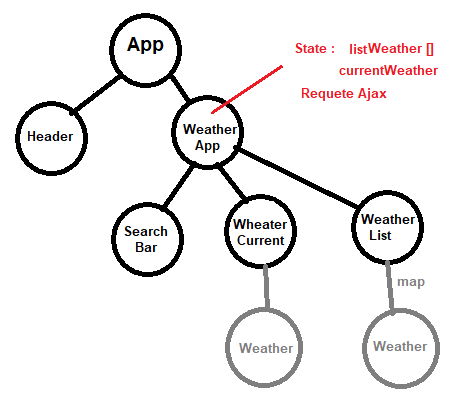 App
State : listWeather []
currentWeather
Requete Ajax
Header
Weather
App
Search
Bar
Wheater
Current
Weather
List
map
Weather
Weather